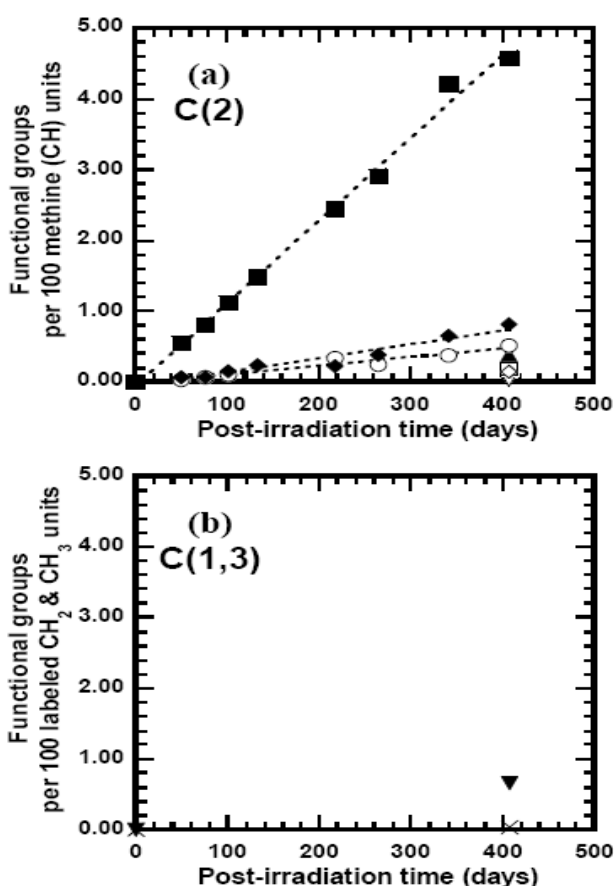 5.00
4.00
3.00
2.00
1.00
0.00
Functional groups
per 100 methine (CH) units
(a)
C(2)
0 100 200 300 400 500
Post-irradiation time (days)
5.00
4.00
3.00
2.00
1.00
0.00
Functional groups
per 100 labeled CH₂ & CH₃ units
(b)
C(1,3)
0 100 200 300 400 500
Post-irradiation time (days)